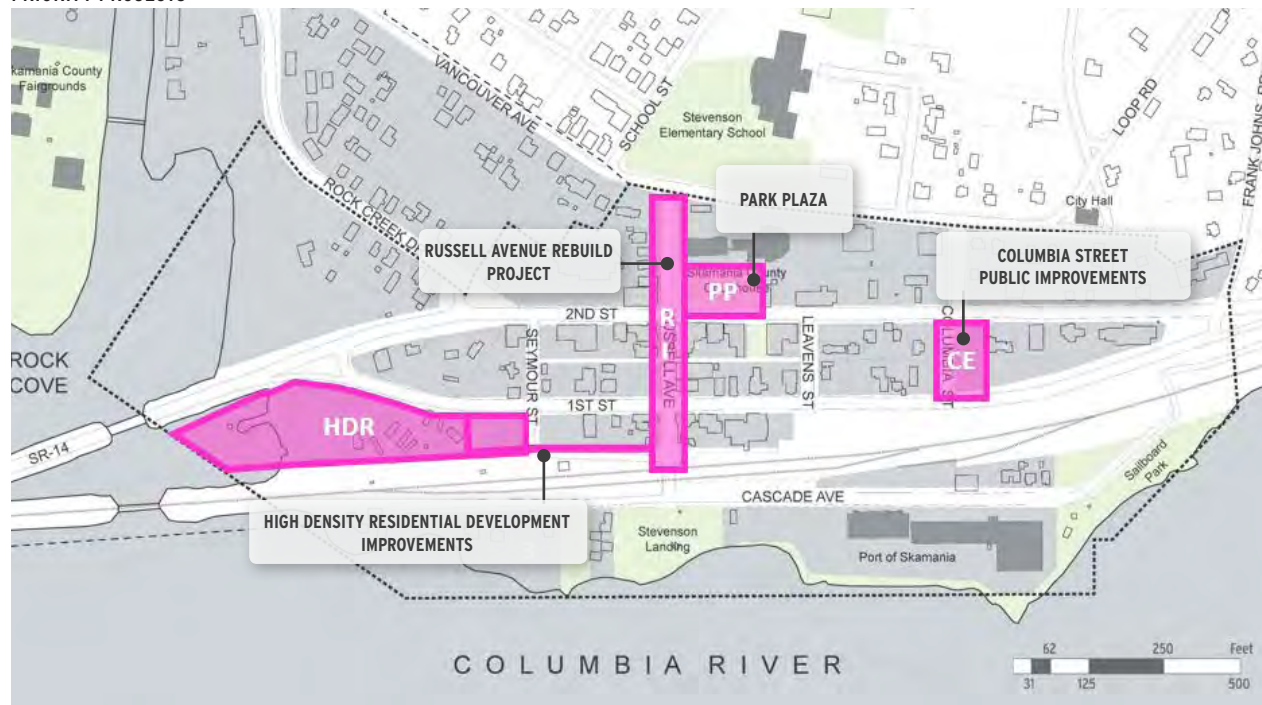 Skamania County
Fairgrounds
VANCOUVER AVE
SCHOOL ST
Stevenson
Elementary School
LOOP RD
FRANK JOHNS RD
City Hall
ROCK CREEK D
PARK PLAZA
RUSSELL AVENUE REBUILD
PROJECT
COLUMBIA STREET
PUBLIC IMPROVEMENTS
PP
2ND ST
R
SEYMOUR ST
LEAVENS ST
COLUMBIA ST
CE
ROCK
COVE
1ST ST
HDR
SR-14
CASCADE AVE
Sailboard
Park
HIGH DENSITY RESIDENTIAL DEVELOPMENT
IMPROVEMENTS
Stevenson
Landing
Port of Skamania
COLUMBIA RIVER
62 250 Feet
31 125 500